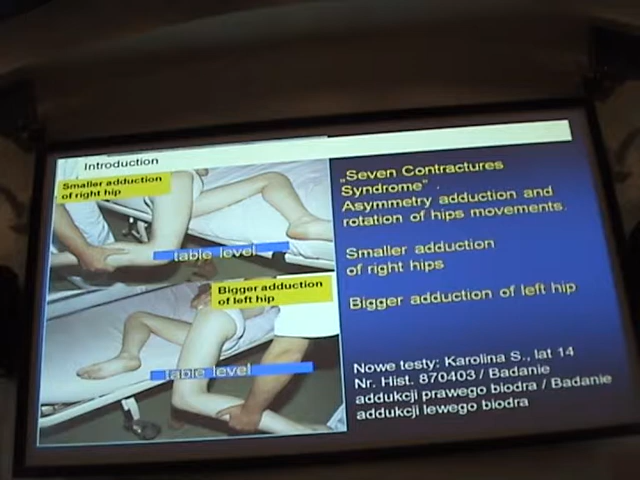 Introduction
Smaller adduction
of right hip
table level
Bigger adduction
of left hip
table level
„Seven Contractures
Syndrome”
Asymmetry adduction and
rotation of hips movements.
Smaller adduction
of right hips
Bigger adduction of left hip
Nowe testy: Karolina S., lat 14
Nr. Hist. 870403 / Badanie
addukcji prawego biodra / Badanie
addukcji lewego biodra